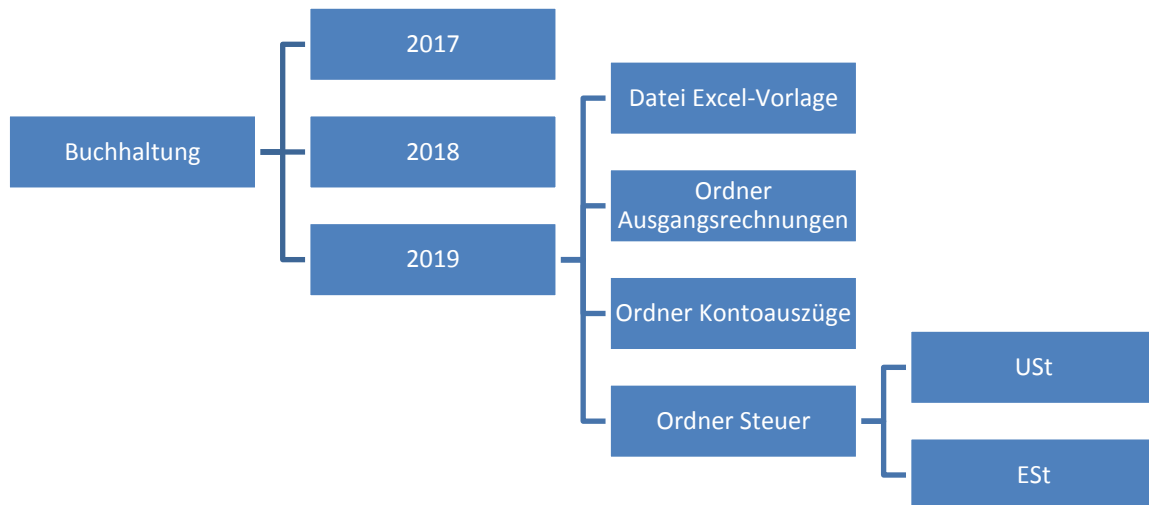 Buchhaltung
2017
2018
2019
Datei Excel-Vorlage
Ordner
Ausgangsrechnungen
Ordner Kontoauszüge
Ordner Steuer
USt
ESt